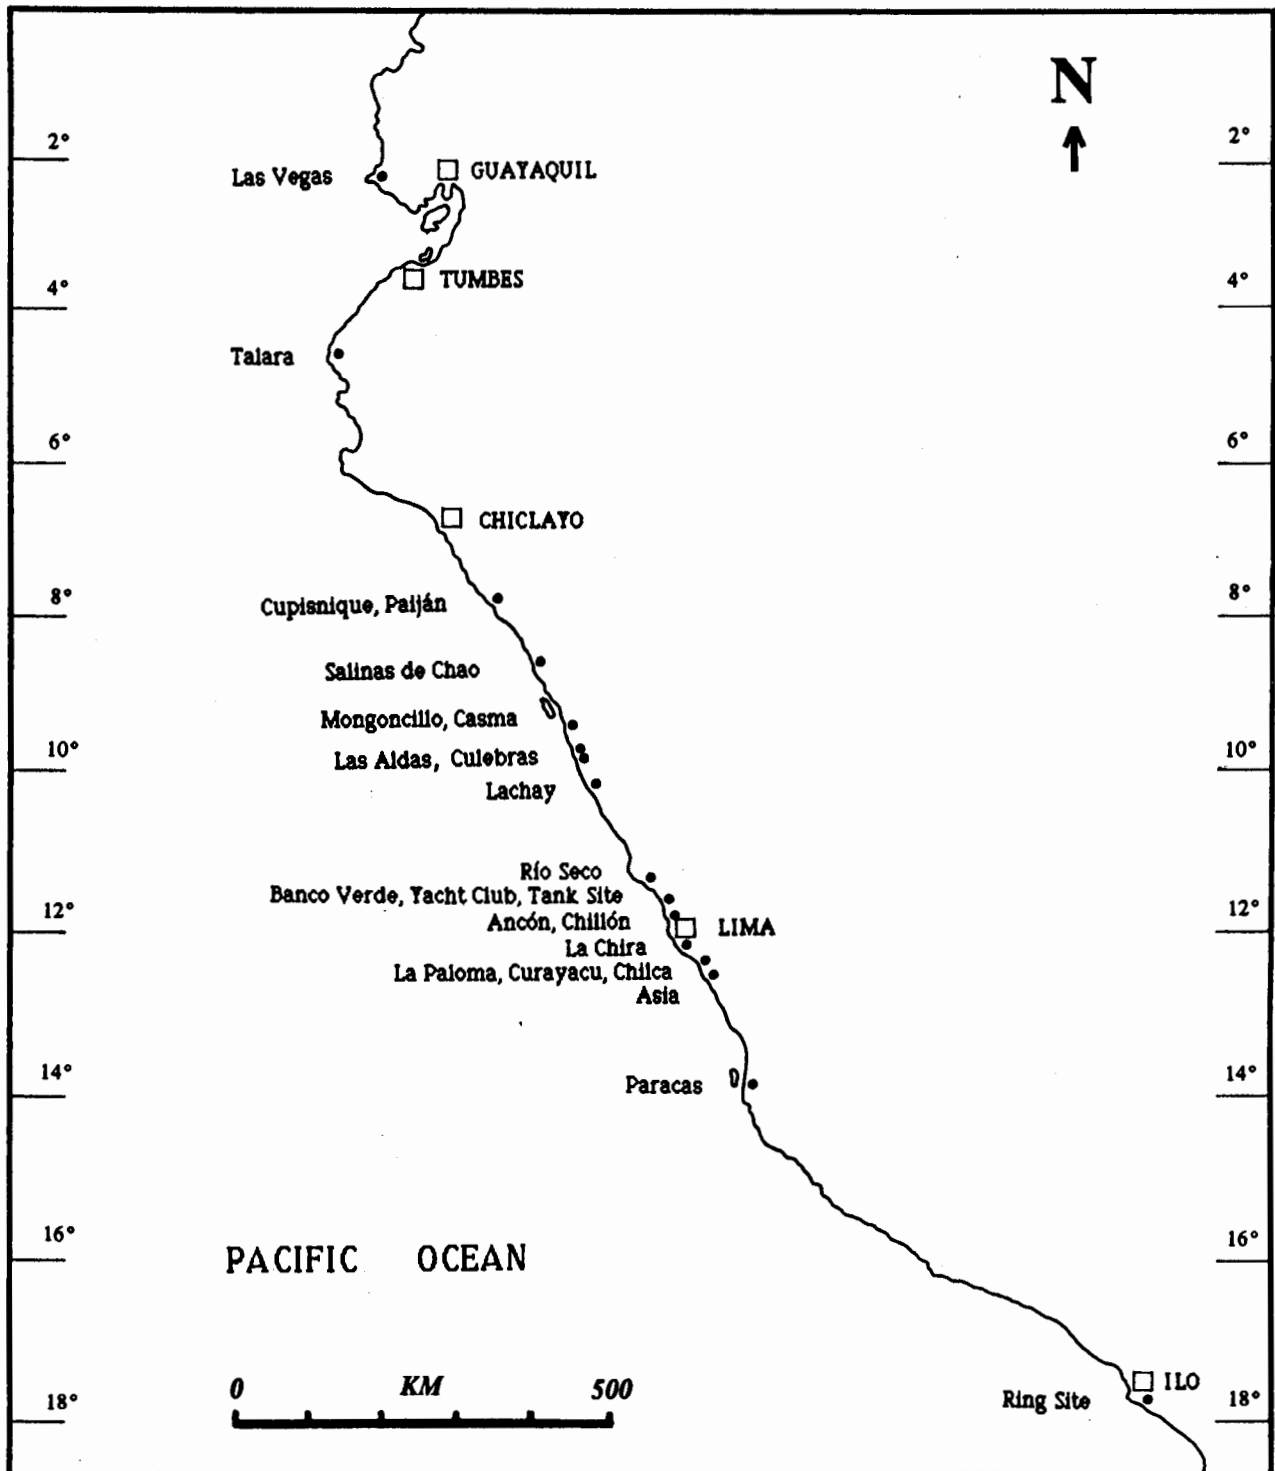 N
2° 2°
Las Vegas GUAYAQUIL
TUMBES
4° 4°
Talara
6° 6°
CHICLAYO
8° 8°
Cupisnique, Paiján
Salinas de Chao
Mongoncillo, Casma
10° 10°
Las Aldas, Culebras
Lachay
Río Seco
Banco Verde, Yacht Club, Tank Site
12° 12°
Ancón, Chillón LIMA
La Chira
La Paloma, Curayacu, Chilca
Asia
14° 14°
Paracas
16° 16°
PACIFIC OCEAN
0 KM 500
ILO
Ring Site
18° 18°